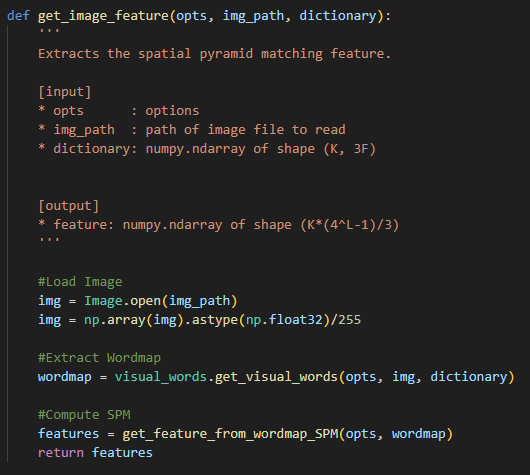 def get_image_feature(opts, img_path, dictionary):
    '''
    Extracts the spatial pyramid matching feature.

    [input]
    * opts      : options
    * img_path  : path of image file to read
    * dictionary: numpy.ndarray of shape (K, 3F)


    [output]
    * feature: numpy.ndarray of shape (K*(4^L-1)/3)
    '''

    #Load Image
    img = Image.open(img_path)
    img = np.array(img).astype(np.float32)/255

    #Extract Wordmap
    wordmap = visual_words.get_visual_words(opts, img, dictionary)

    #Compute SPM
    features = get_feature_from_wordmap_SPM(opts, wordmap)
    return features